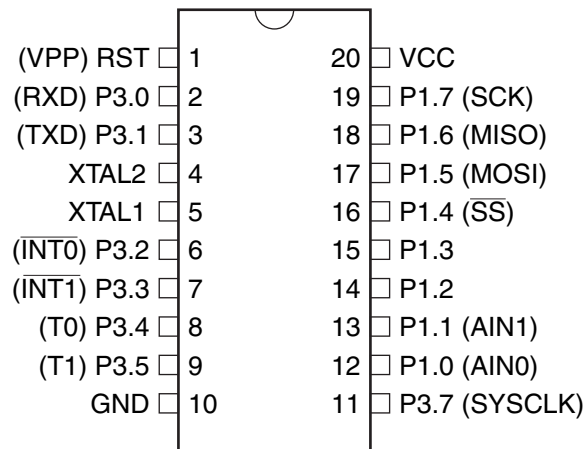 (VPP) RST 1 20 VCC
(RXD) P3.0 2 19 P1.7 (SCK)
(TXD) P3.1 3 18 P1.6 (MISO)
XTAL2 4 17 P1.5 (MOSI)
XTAL1 5 16 P1.4 (S̅S̅)
(I̅N̅T̅0̅) P3.2 6 15 P1.3
(I̅N̅T̅1̅) P3.3 7 14 P1.2
(T0) P3.4 8 13 P1.1 (AIN1)
(T1) P3.5 9 12 P1.0 (AIN0)
GND 10 11 P3.7 (SYSCLK)